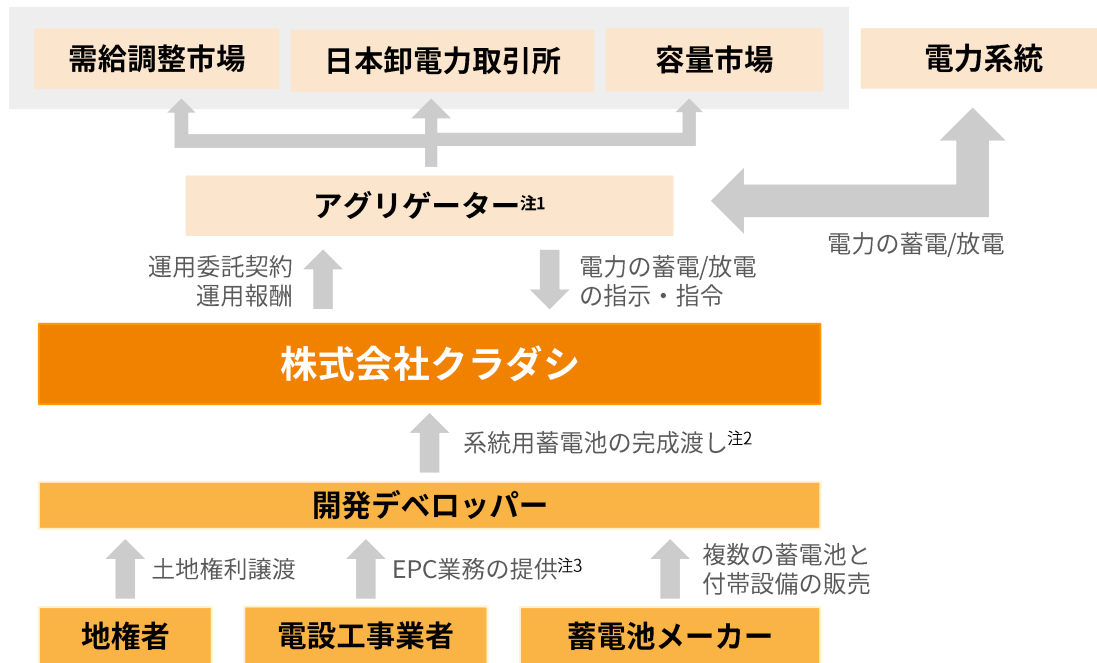 需給調整市場
日本卸電力取引所
容量市場
電力系統
アグリゲーター注1
電力の蓄電/放電
運用委託契約
運用報酬
電力の蓄電/放電
の指示・指令
株式会社クラダシ
系統用蓄電池の完成渡し注2
開発デベロッパー
土地権利譲渡
EPC業務の提供注3
複数の蓄電池と
付帯設備の販売
地権者
電設工事業者
蓄電池メーカー